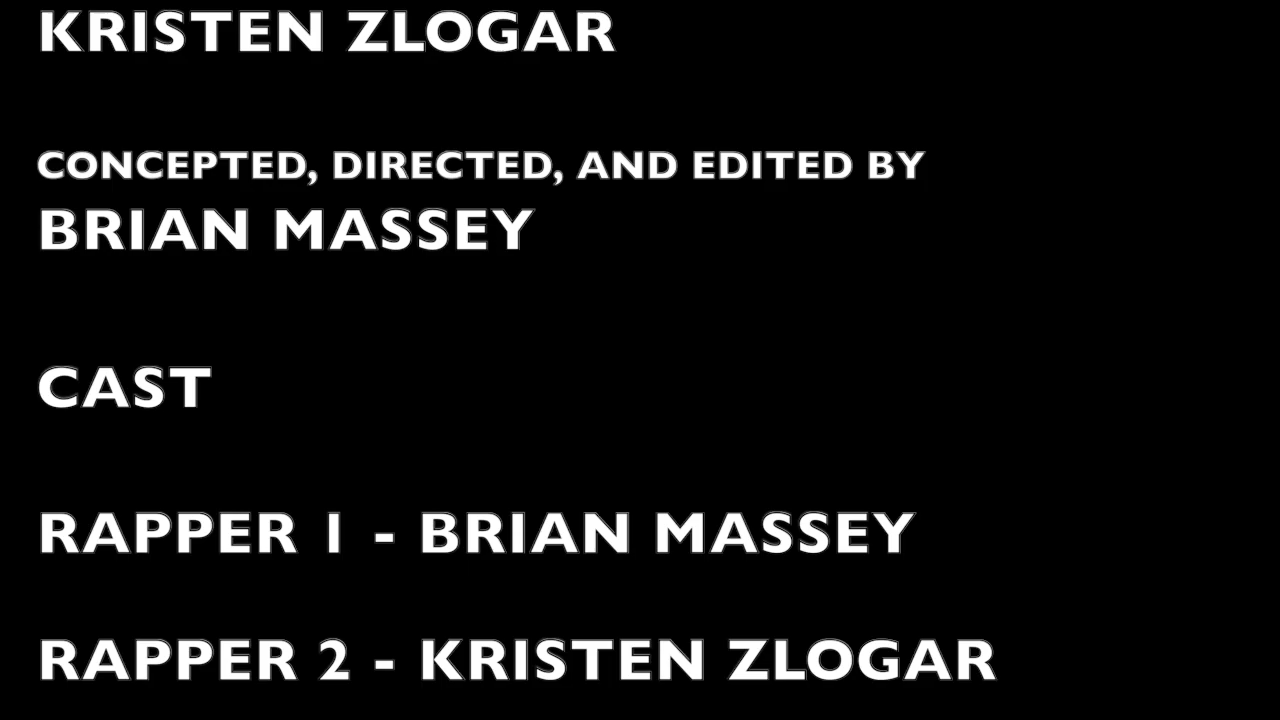 KRISTEN ZLOGAR
CONCEPTED, DIRECTED, AND EDITED BY
BRIAN MASSEY
CAST
RAPPER 1 - BRIAN MASSEY
RAPPER 2 - KRISTEN ZLOGAR